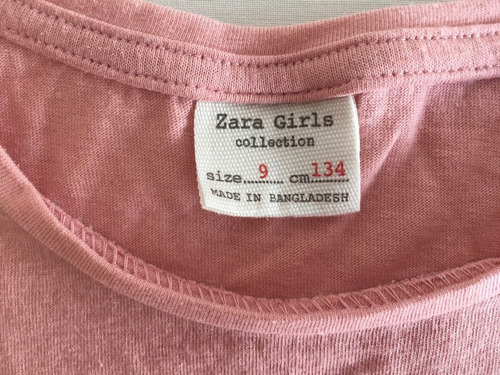 Zara Girls
collection
size......9...... cm...134
MADE IN BANGLADESH